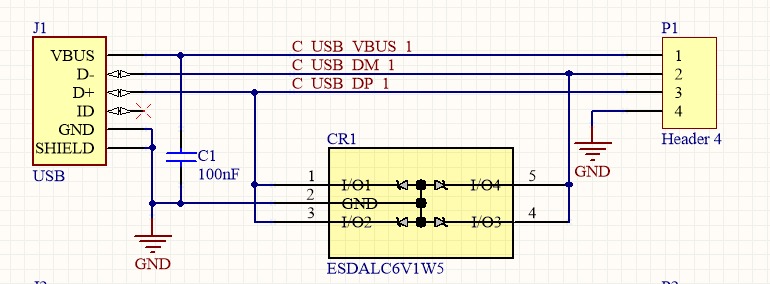 J1
P1
VBUS
C_USB_VBUS_1
1
D-
C_USB_DM_1
2
D+
C_USB_DP_1
3
ID
4
GND
SHIELD
USB
Header 4
CR1
C1
100nF
GND
1
I/O1
I/O4
5
2
GND
3
I/O2
I/O3
4
GND
ESDALC6V1W5